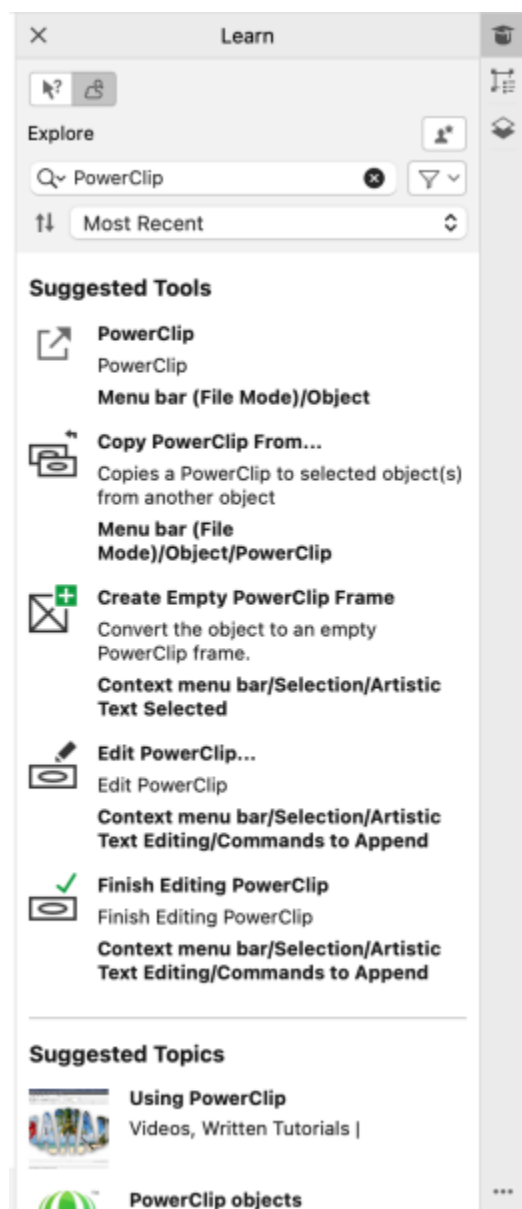 Learn
Explore
PowerClip
Most Recent
Suggested Tools
PowerClip
PowerClip
Menu bar (File Mode)/Object
Copy PowerClip From...
Copies a PowerClip to selected object(s)
from another object
Menu bar (File
Mode)/Object/PowerClip
Create Empty PowerClip Frame
Convert the object to an empty
PowerClip frame.
Context menu bar/Selection/Artistic
Text Selected
Edit PowerClip...
Edit PowerClip
Context menu bar/Selection/Artistic
Text Editing/Commands to Append
Finish Editing PowerClip
Finish Editing PowerClip
Context menu bar/Selection/Artistic
Text Editing/Commands to Append
Suggested Topics
Using PowerClip
Videos, Written Tutorials |
PowerClip objects